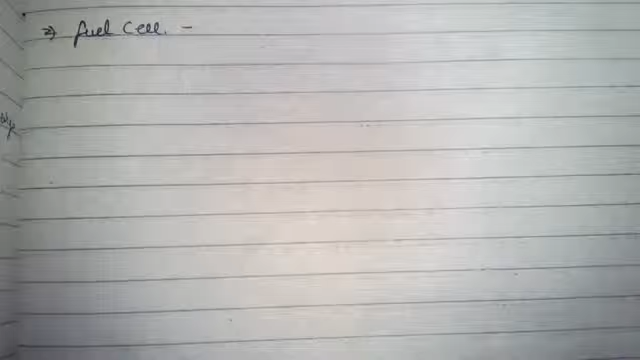 ⇒ fuel cell. -